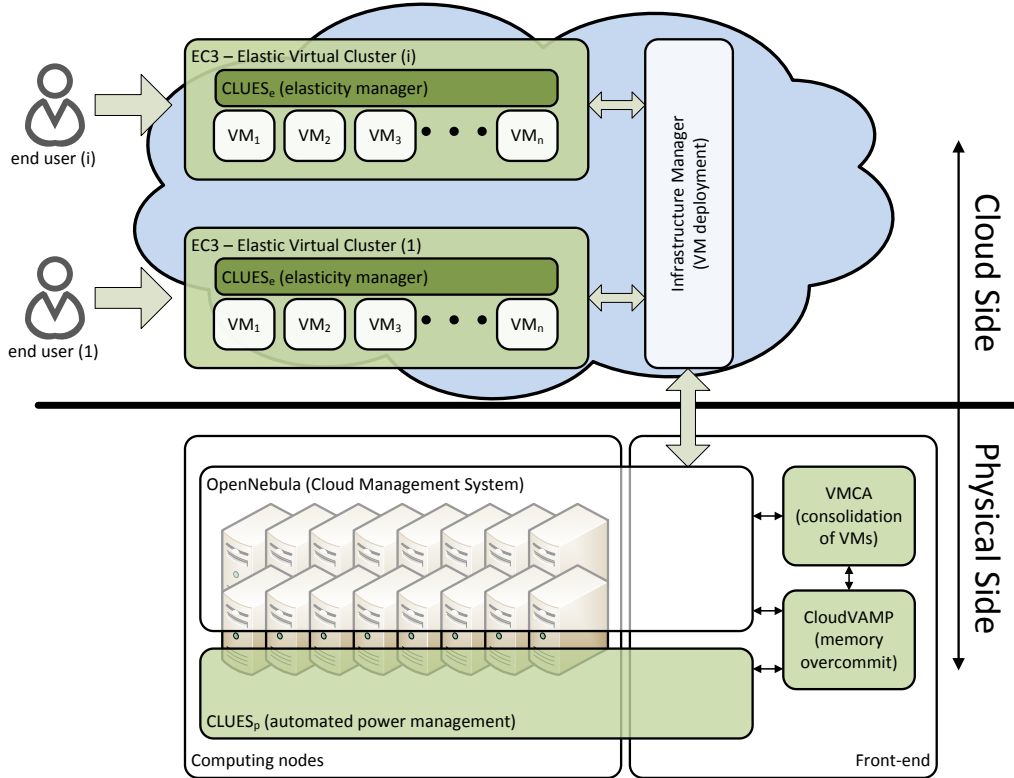 EC3 – Elastic Virtual Cluster (i)
CLUESe (elasticity manager)
VM1 VM2 VM3 • • • VMn
end user (i)
EC3 – Elastic Virtual Cluster (1)
CLUESe (elasticity manager)
VM1 VM2 VM3 • • • VMn
end user (1)
Infrastructure Manager
(VM deployment)
Cloud Side
Physical Side
OpenNebula (Cloud Management System)
VMCA
(consolidation
of VMs)
CloudVAMP
(memory
overcommit)
CLUESp (automated power management)
Computing nodes
Front-end